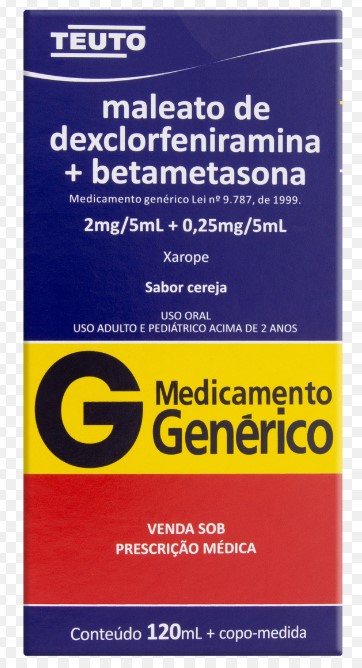 TEUTO
maleato de
dexclorfeniramina
+ betametasona
Medicamento genérico Lei nº 9.787, de 1999.
2mg/5mL + 0,25mg/5mL
Xarope
Sabor cereja
USO ORAL
USO ADULTO E PEDIÁTRICO ACIMA DE 2 ANOS
G Medicamento
Genérico
VENDA SOB
PRESCRIÇÃO MÉDICA
Conteúdo 120mL + copo-medida